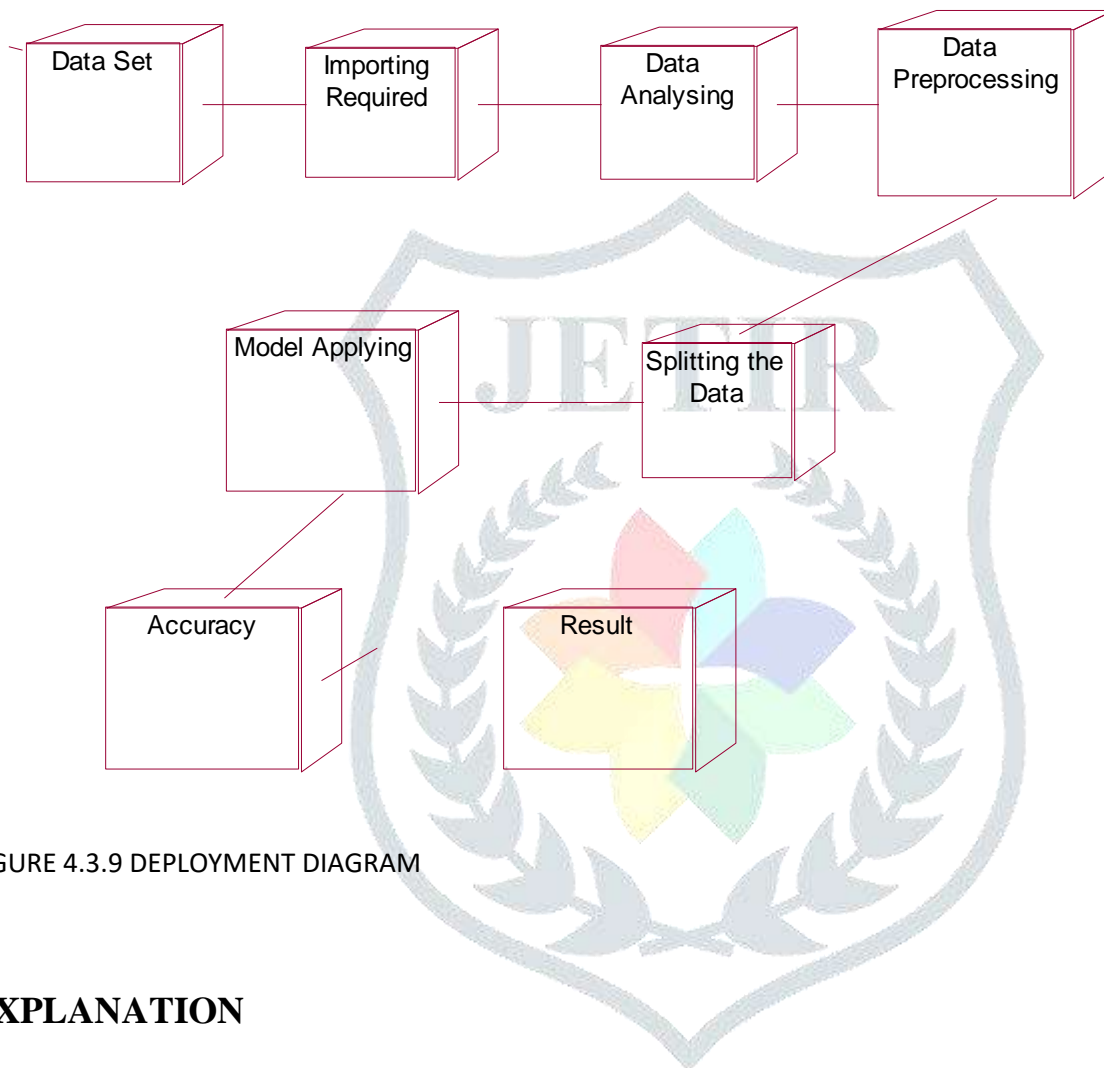 Data Set
Importing
Required
Data
Analysing
Data
Preprocessing
JETIR
Model Applying
Splitting the
Data
Accuracy
Result
GURE 4.3.9 DEPLOYMENT DIAGRAM
XPLANATION